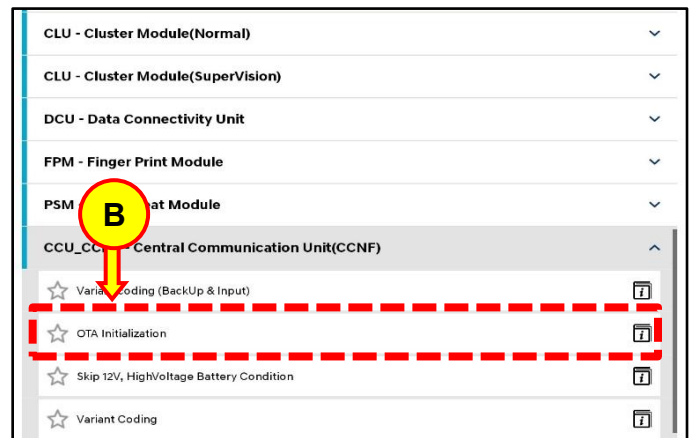 CLU - Cluster Module(Normal)
CLU - Cluster Module(SuperVision)
DCU - Data Connectivity Unit
FPM - Finger Print Module
PSM at Module
B
CCU_CC - Central Communication Unit(CCNF)
Varia oding (BackUp & Input)
OTA Initialization
Skip 12V, HighVoltage Battery Condition
Variant Coding